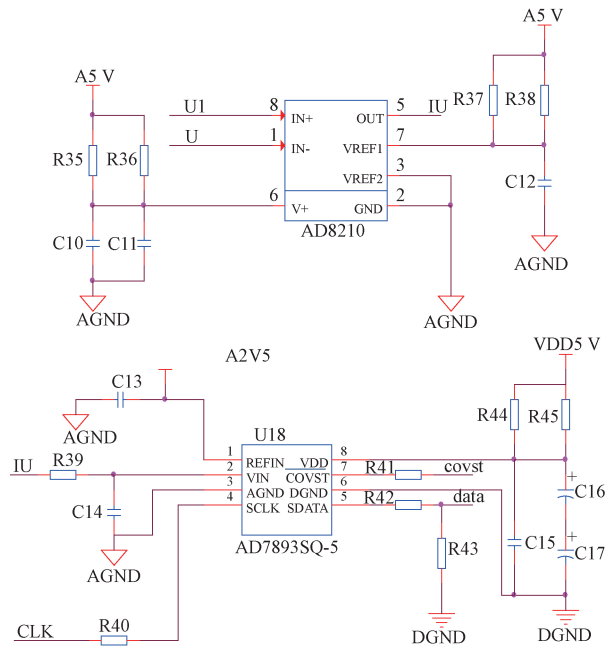 A5 V
A5 V
U1 8 IN+ OUT 5 IU
R37 R38
U 1 IN- VREF1 7
R35 R36
VREF2 3
C12
6 V+ GND 2
AD8210
C10 C11
AGND
AGND
AGND
A2V5
VDD5 V
C13
AGND
R44 R45
U18
1 REFIN VDD 8
IU R39 2 VIN COVST 7 R41 covst
3 AGND DGND 6
4 SCLK SDATA 5 R42 data
C14
C16
AD7893SQ-5
R43 C15 C17
AGND
CLK R40
DGND
DGND